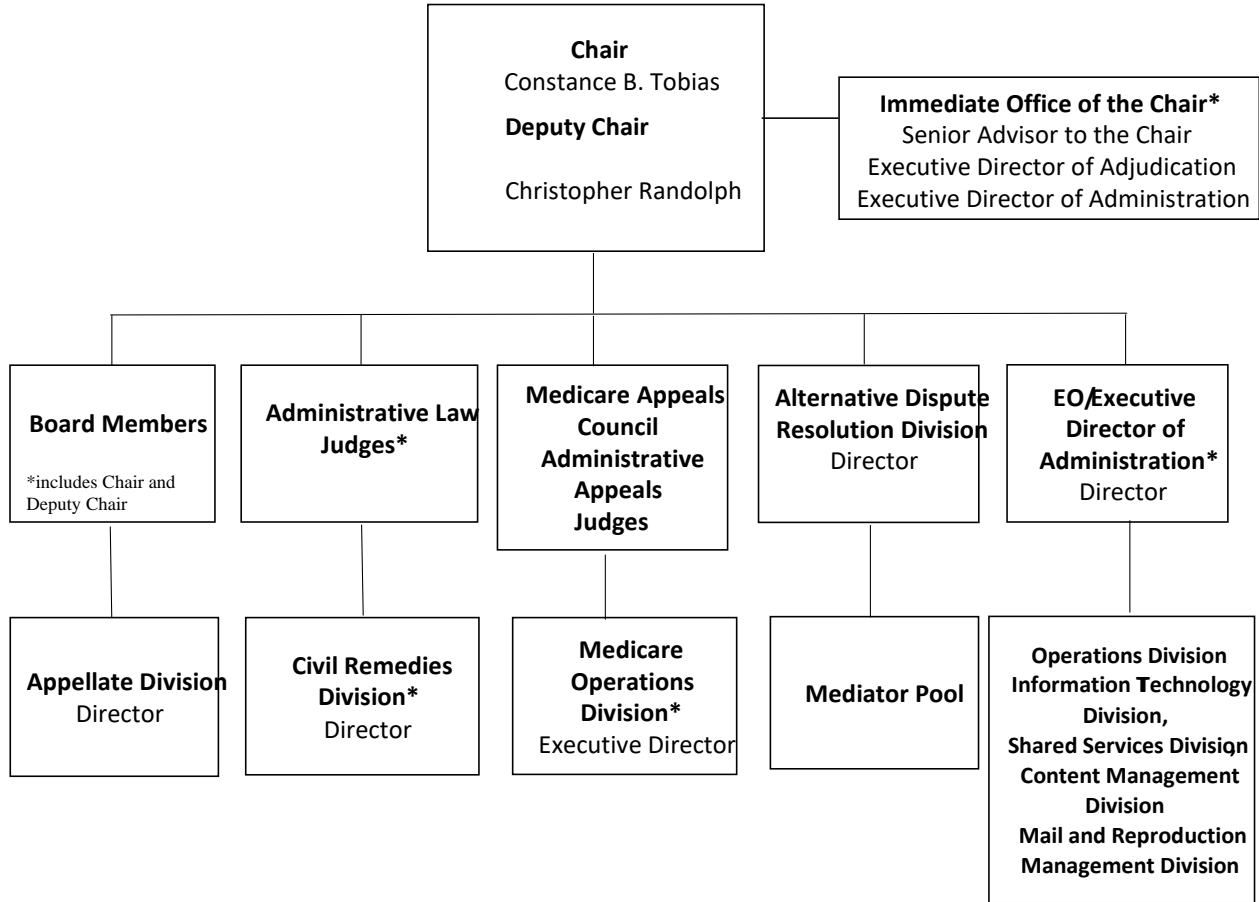 Chair
Constance B. Tobias
Deputy Chair
Christopher Randolph
Immediate Office of the Chair*
Senior Advisor to the Chair
Executive Director of Adjudication
Executive Director of Administration
Board Members
*includes Chair and
Deputy Chair
Administrative Law
Judges*
Medicare Appeals
Council
Administrative
Appeals
Judges
Alternative Dispute
Resolution Division
Director
EO/Executive
Director of
Administration*
Director
Appellate Division
Director
Civil Remedies
Division*
Director
Medicare
Operations
Division*
Executive Director
Mediator Pool
Operations Division
Information Technology
Division,
Shared Services Division,
Content Management
Division
Mail and Reproduction
Management Division